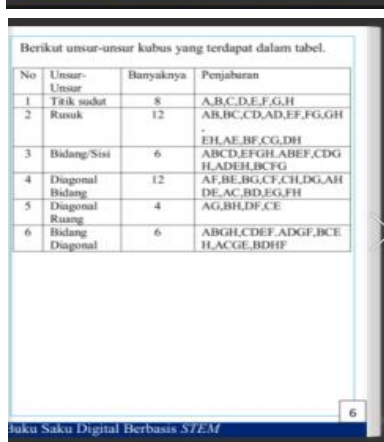 Berikut unsur-unsur kubus yang terdapat dalam tabel.
No Unsur-Unsur Banyaknya Penjabaran
1 Titik sudut 8 A,B,C,D,E,F,G,H
2 Rusuk 12 AB,BC,CD,AD,EF,FG,GH
,
EH,AE,BF,CG,DH
3 Bidang/Sisi 6 ABCD,EFGH.ABEF,CDG
H,ADEH,BCFG
4 Diagonal 12 AF,BE,BG,CF,CH,DG,AH
Bidang DE,AC,BD,EG,FH
5 Diagonal 4 AG,BH,DF,CE
Ruang
6 Bidang 6 ABGH,CDEF.ADGF,BCE
Diagonal H,ACGE,BDHF
6
Buku Saku Digital Berbasis STEM